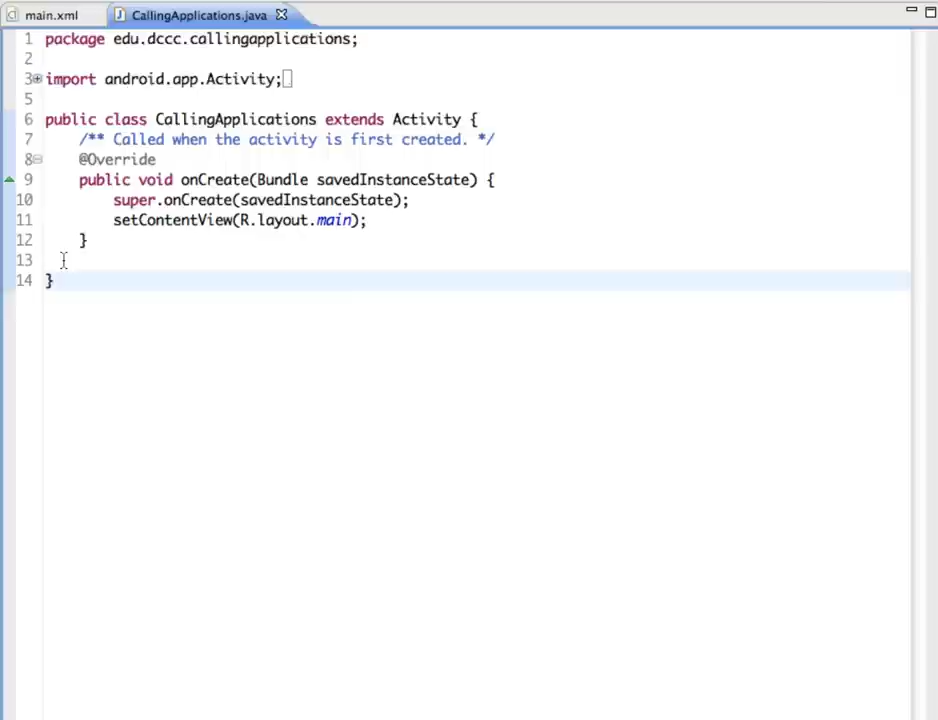 main.xml
CallingApplications.java
1 package edu.dccc.callingapplications;
2
3 import android.app.Activity;
5
6 public class CallingApplications extends Activity {
7 /** Called when the activity is first created. */
8 @Override
9 public void onCreate(Bundle savedInstanceState) {
10 super.onCreate(savedInstanceState);
11 setContentView(R.layout.main);
12 }
13
14 }